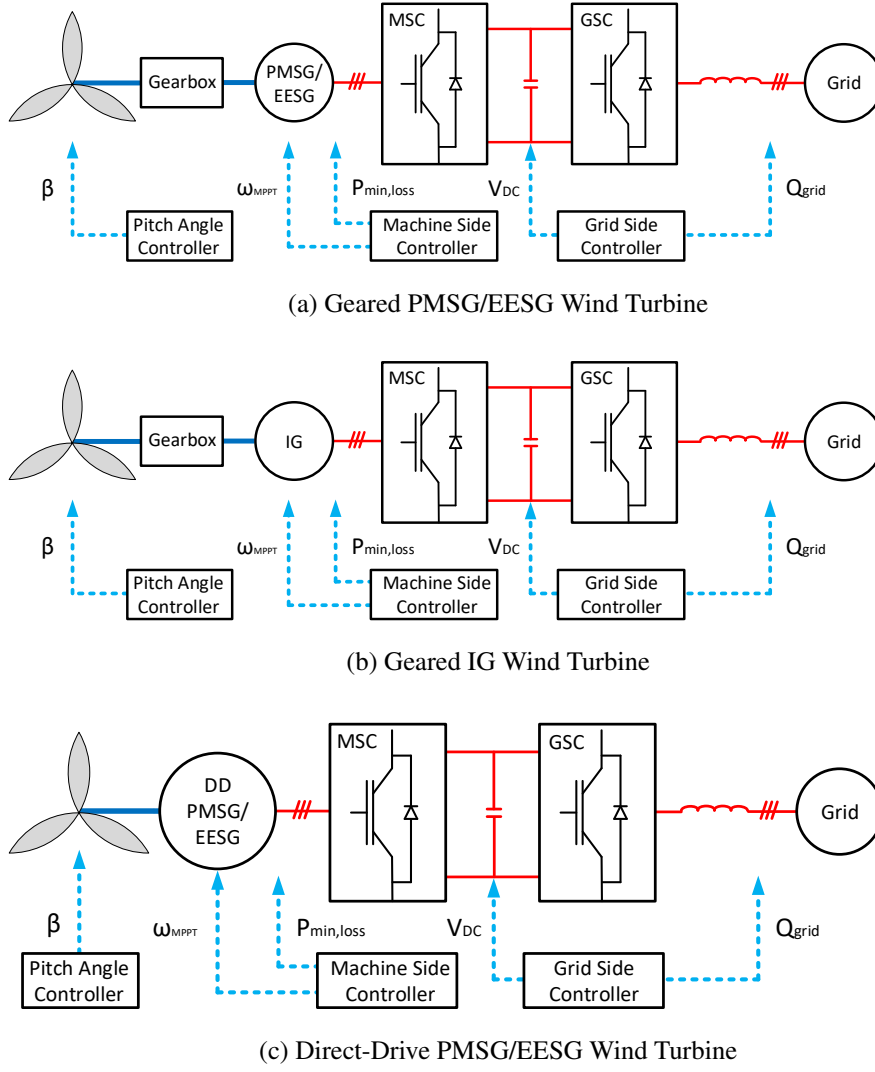 MSC
GSC
Gearbox
PMSG/
EESG
Grid
β
ωMPPT
Pmin,loss
VDC
Qgrid
Pitch Angle
Controller
Machine Side
Controller
Grid Side
Controller
(a) Geared PMSG/EESG Wind Turbine
MSC
GSC
Gearbox
IG
Grid
β
ωMPPT
Pmin,loss
VDC
Qgrid
Pitch Angle
Controller
Machine Side
Controller
Grid Side
Controller
(b) Geared IG Wind Turbine
MSC
GSC
DD
PMSG/
EESG
Grid
β
ωMPPT
Pmin,loss
VDC
Qgrid
Pitch Angle
Controller
Machine Side
Controller
Grid Side
Controller
(c) Direct-Drive PMSG/EESG Wind Turbine